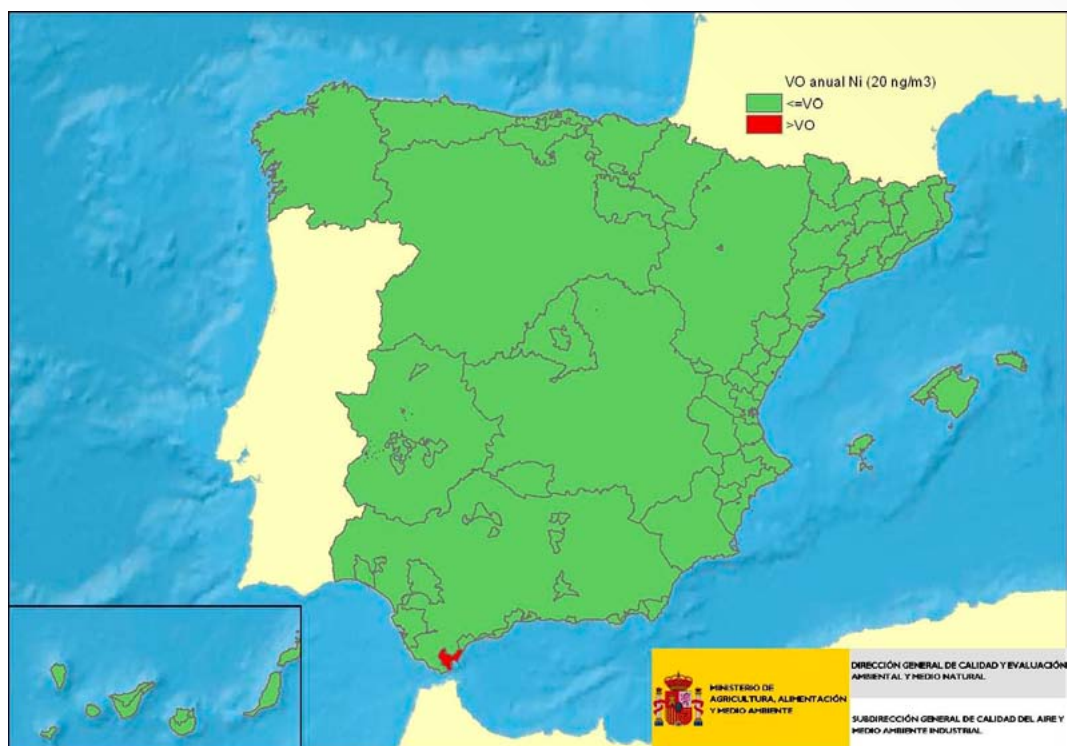 VO anual Ni (20 ng/m3)
<=VO
>VO
MINISTERIO DE
AGRICULTURA, ALIMENTACIÓN
Y MEDIO AMBIENTE
DIRECCIÓN GENERAL DE CALIDAD Y EVALUACIÓN
AMBIENTAL Y MEDIO NATURAL
SUBDIRECCIÓN GENERAL DE CALIDAD DEL AIRE Y
MEDIO AMBIENTE INDUSTRIAL